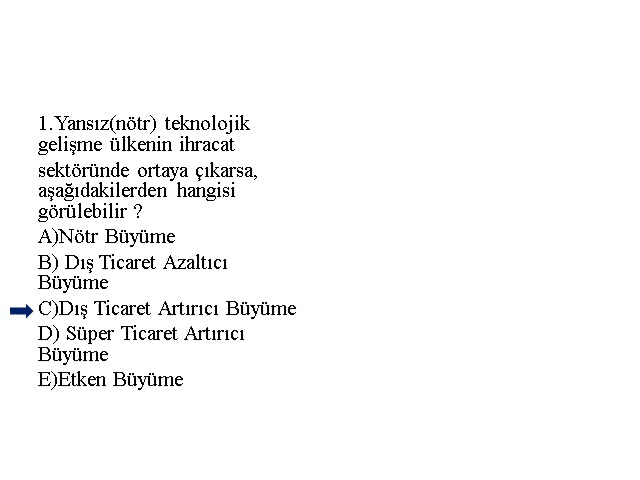 1.Yansız(nötr) teknolojik
gelişme ülkenin ihracat
sektöründe ortaya çıkarsa,
aşağıdakilerden hangisi
görülebilir ?
A)Nötr Büyüme
B) Dış Ticaret Azaltıcı
Büyüme
C)Dış Ticaret Artırıcı Büyüme
D) Süper Ticaret Artırıcı
Büyüme
E)Etken Büyüme